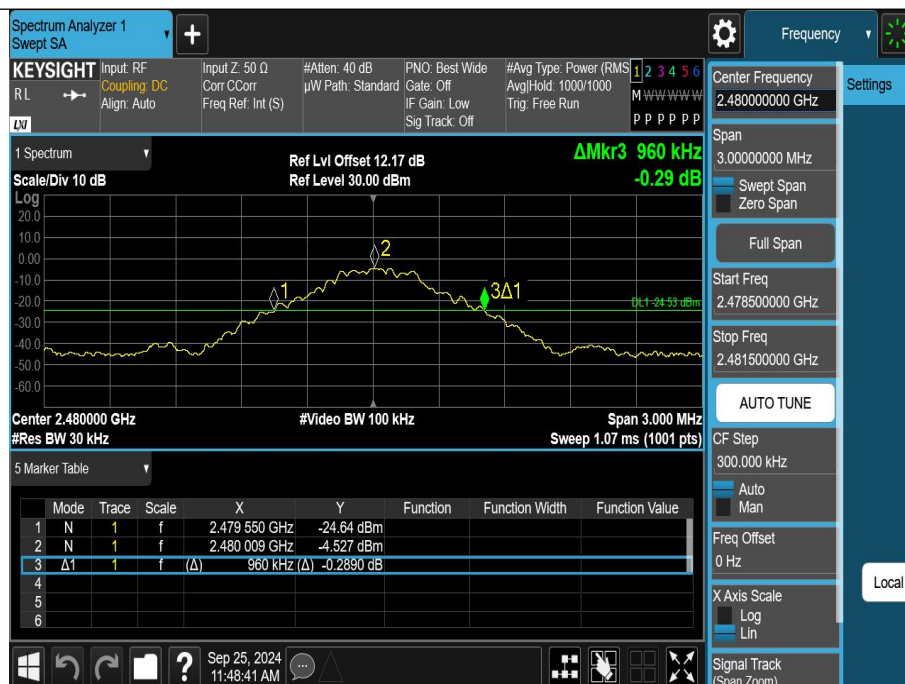 Spectrum Analyzer 1
Swept SA
+
Frequency
KEYSIGHT
RL
LXI
Input: RF
Coupling: DC
Align: Auto
Input Z: 50 Ω
Corr CCorr
Freq Ref: Int (S)
#Atten: 40 dB
µW Path: Standard
PNO: Best Wide
Gate: Off
IF Gain: Low
Sig Track: Off
#Avg Type: Power (RMS
Avg|Hold: 1000/1000
Trig: Free Run
1 2 3 4 5 6
M W W W W W
P P P P P P
1 Spectrum
Scale/Div 10 dB
Ref Lvl Offset 12.17 dB
Ref Level 30.00 dBm
ΔMkr3 960 kHz
-0.29 dB
Log
20.0
10.0
0.00
-10.0
-20.0
-30.0
-40.0
-50.0
-60.0
1
2
3Δ1
DL1 -24.53 dBm
Center 2.480000 GHz
#Video BW 100 kHz
Span 3.000 MHz
#Res BW 30 kHz
Sweep 1.07 ms (1001 pts)
5 Marker Table
Mode Trace Scale X Y Function Function Width Function Value
1 N 1 f 2.479 550 GHz -24.64 dBm
2 N 1 f 2.480 009 GHz -4.527 dBm
3 Δ1 1 f (Δ) 960 kHz (Δ) -0.2890 dB
4
5
6
?
Sep 25, 2024
11:48:41 AM
Center Frequency
2.480000000 GHz
Settings
Span
3.00000000 MHz
Swept Span
Zero Span
Full Span
Start Freq
2.478500000 GHz
Stop Freq
2.481500000 GHz
AUTO TUNE
CF Step
300.000 kHz
Auto
Man
Freq Offset
0 Hz
Local
X Axis Scale
Log
Lin
Signal Track
(Span Zoom)